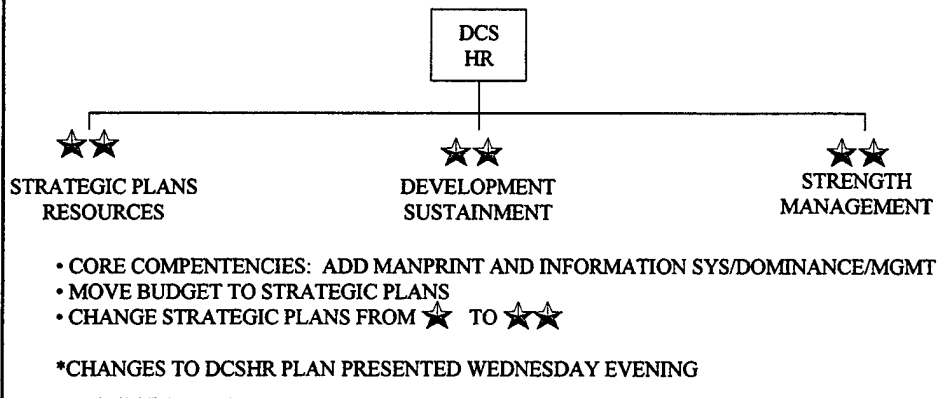 DCS
HR
STRATEGIC PLANS
RESOURCES
DEVELOPMENT
SUSTAINMENT
STRENGTH
MANAGEMENT
• CORE COMPENTENCIES: ADD MANPRINT AND INFORMATION SYS/DOMINANCE/MGMT
• MOVE BUDGET TO STRATEGIC PLANS
• CHANGE STRATEGIC PLANS FROM ★ TO ★★
*CHANGES TO DCSHR PLAN PRESENTED WEDNESDAY EVENING